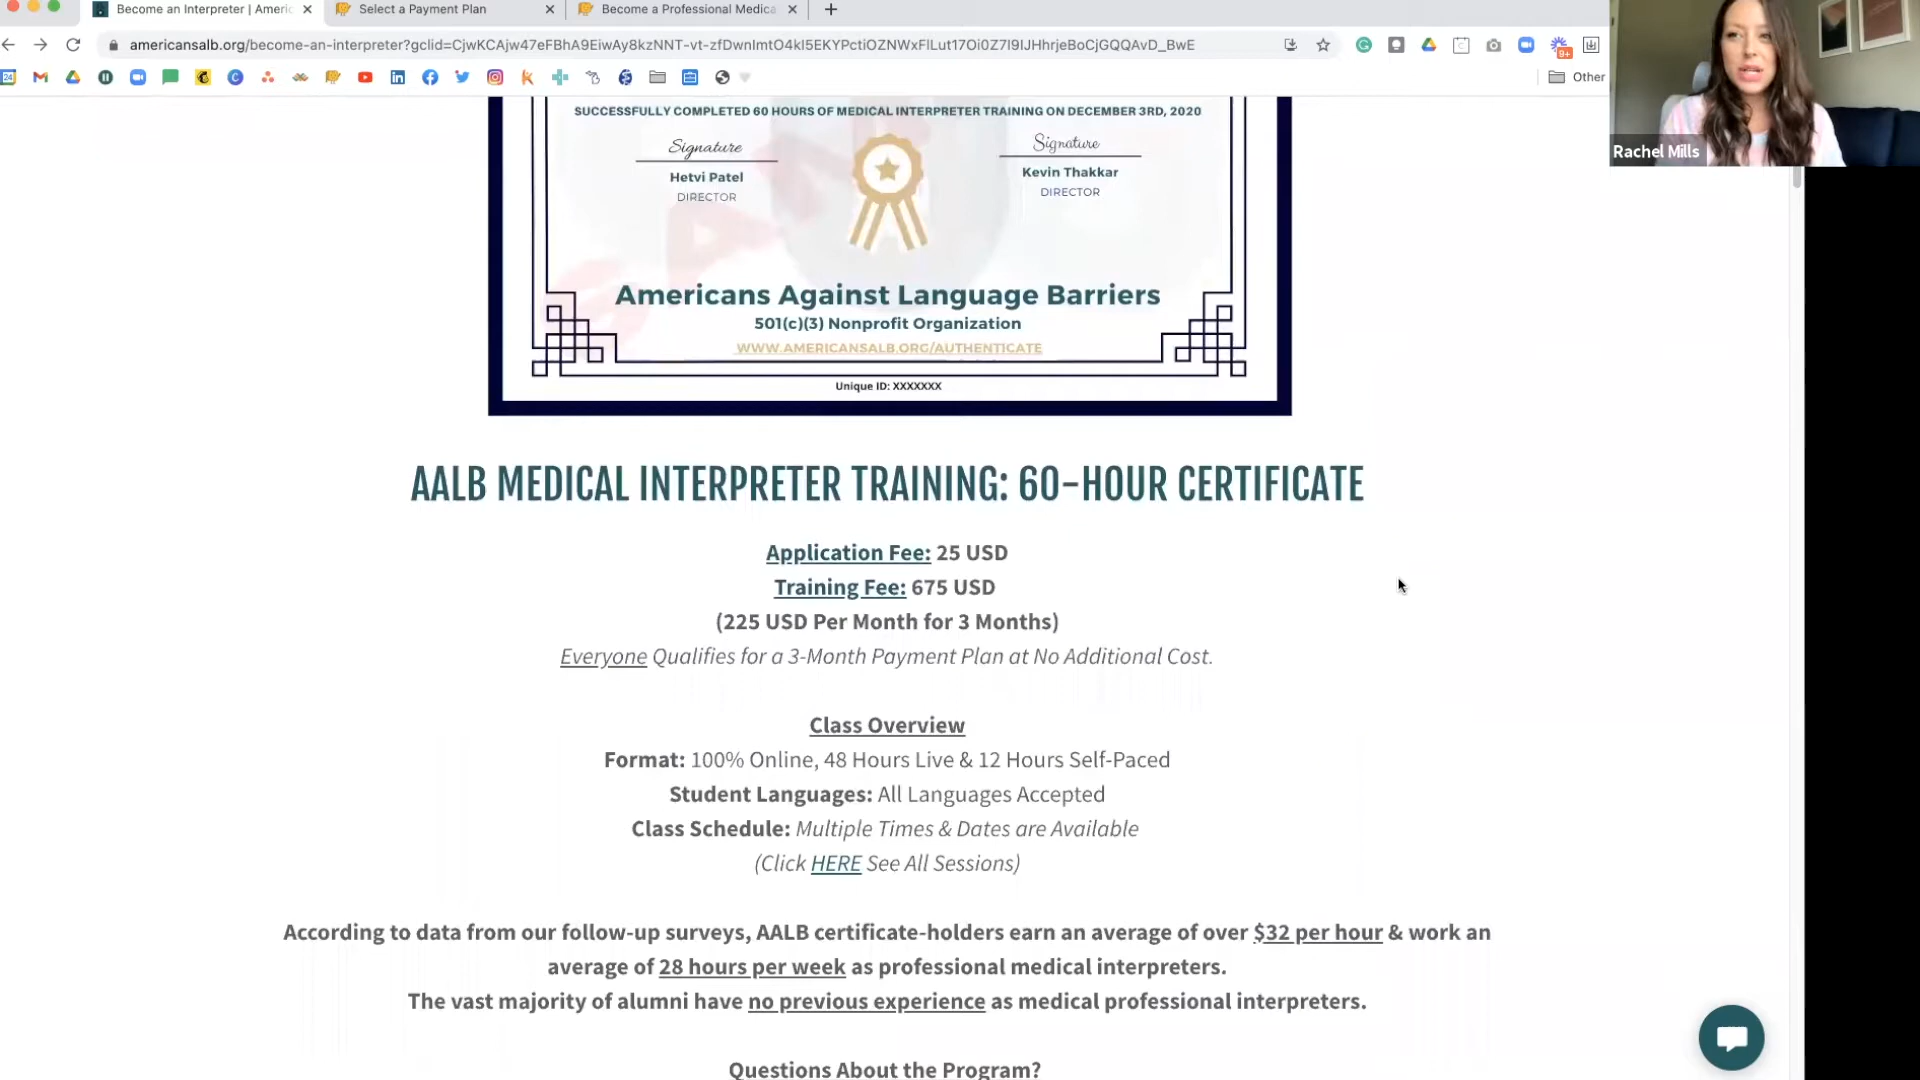 Become an Interpreter | Americ
Select a Payment Plan
Become a Professional Medica
americansalb.org/become-an-interpreter?gclid=
Other
Rachel Mills
SUCCESSFULLY COMPLETED 60 HOURS OF MEDICAL INTERPRETER TRAINING ON DECEMBER 3RD, 2020
Signature
Hetvi Patel
DIRECTOR
Signature
Kevin Thakkar
DIRECTOR
Americans Against Language Barriers
501(c)(3) Nonprofit Organization
WWW.AMERICANSALB.ORG/AUTHENTICATE
Unique ID: XXXXXXX
AALB MEDICAL INTERPRETER TRAINING: 60-HOUR CERTIFICATE
Application Fee: 25 USD
Training Fee: 675 USD
(225 USD Per Month for 3 Months)
Everyone Qualifies for a 3-Month Payment Plan at No Additional Cost.
Class Overview
Format: 100% Online, 48 Hours Live & 12 Hours Self-Paced
Student Languages: All Languages Accepted
Class Schedule: Multiple Times & Dates are Available
(Click HERE See All Sessions)
According to data from our follow-up surveys, AALB certificate-holders earn an average of over $32 per hour & work an
average of 28 hours per week as professional medical interpreters.
The vast majority of alumni have no previous experience as medical professional interpreters.
Questions About the Program?